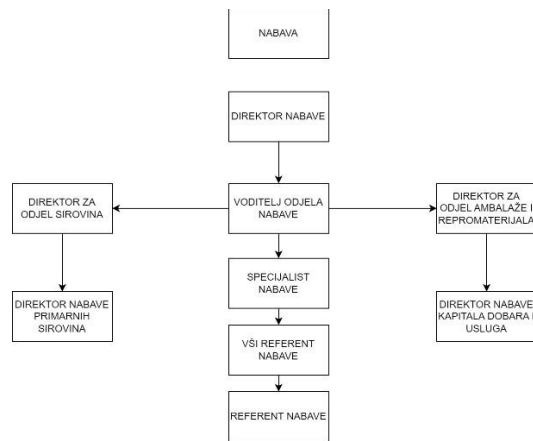 NABAVA
DIREKTOR NABAVE
DIREKTOR ZA
ODJEL SIROVINA
VODITELJ ODJELA
NABAVE
DIREKTOR ZA
ODJEL AMBALAŽE I
REPROMATERIJALA
SPECIJALIST
NABAVE
DIREKTOR NABAVE
PRIMARNIH
SIROVINA
DIREKTOR NABAVE
KAPITALA DOBARA I
USLUGA
VŠI REFERENT
NABAVE
REFERENT NABAVE